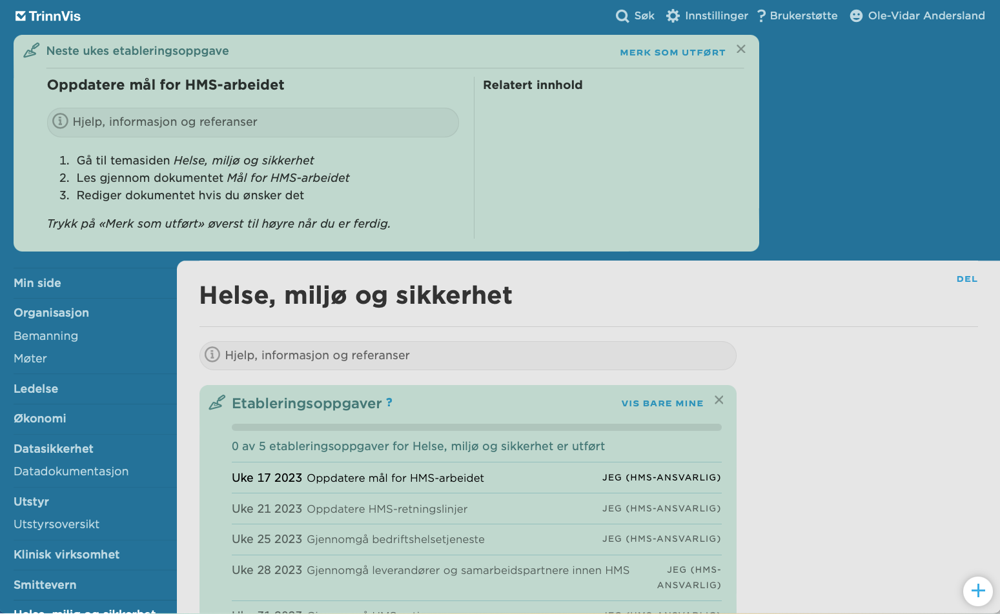 TrinnVis
Søk
Innstillinger
? Brukerstøtte
Ole-Vidar Andersland
Neste ukes etableringsoppgave
MERK SOM UTFØRT
Oppdatere mål for HMS-arbeidet
Hjelp, informasjon og referanser
1. Gå til temasiden Helse, miljø og sikkerhet
2. Les gjennom dokumentet Mål for HMS-arbeidet
3. Rediger dokumentet hvis du ønsker det
Trykk på «Merk som utført» øverst til høyre når du er ferdig.
Relatert innhold
Min side
Organisasjon
Bemanning
Møter
Ledelse
Økonomi
Datasikkerhet
Datadokumentasjon
Utstyr
Utstyrsoversikt
Klinisk virksomhet
Smittevern
Helse, miljø og sikkerhet
DEL
Helse, miljø og sikkerhet
Hjelp, informasjon og referanser
Etableringsoppgaver ?
VIS BARE MINE
0 av 5 etableringsoppgaver for Helse, miljø og sikkerhet er utført
Uke 17 2023 Oppdatere mål for HMS-arbeidet JEG (HMS-ANSVARLIG)
Uke 21 2023 Oppdatere HMS-retningslinjer JEG (HMS-ANSVARLIG)
Uke 25 2023 Gjennomgå bedriftshelsetjeneste JEG (HMS-ANSVARLIG)
Uke 28 2023 Gjennomgå leverandører og samarbeidspartnere innen HMS JEG (HMS-
ANSVARLIG)